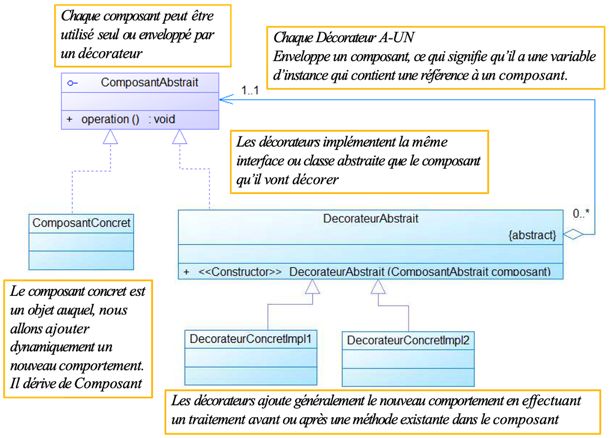 Chaque composant peut être
utilisé seul ou enveloppé par
un décorateur
Chaque Décorateur A-UN
Enveloppe un composant, ce qui signifie qu'il a une variable
d'instance qui contient une référence à un composant.
ComposantAbstrait
+ operation () : void
1..1
Les décorateurs implémentent la même
interface ou classe abstraite que le composant
qu'il vont décorer
ComposantConcret
DecorateurAbstrait
{abstract}
0..*
+ <<Constructor>> DecorateurAbstrait (ComposantAbstrait composant)
Le composant concret est
un objet auquel, nous
allons ajouter
dynamiquement un
nouveau comportement.
Il dérive de Composant
DecorateurConcretImpl1
DecorateurConcretImpl2
Les décorateurs ajoute généralement le nouveau comportement en effectuant
un traitement avant ou après une méthode existante dans le composant